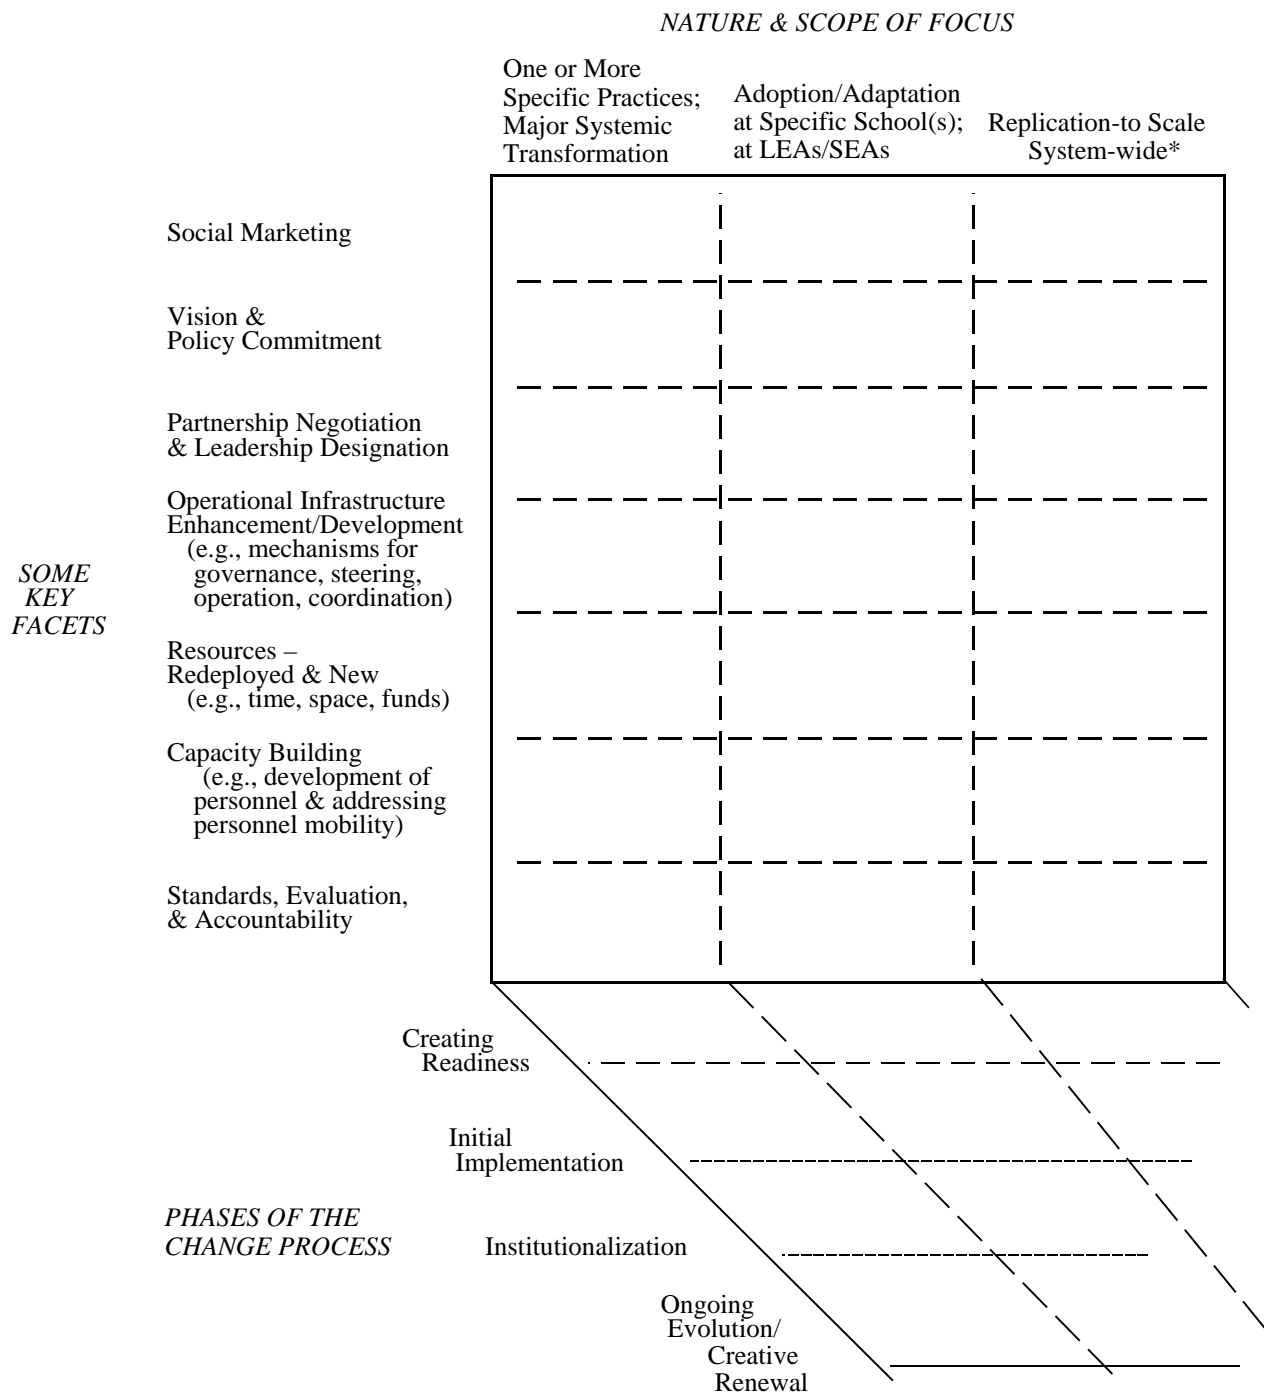 NATURE & SCOPE OF FOCUS
One or More
Specific Practices;
Major Systemic
Transformation
Adoption/Adaptation
at Specific School(s);
at LEAs/SEAs
Replication-to Scale
System-wide*
Social Marketing
Vision &
Policy Commitment
Partnership Negotiation
& Leadership Designation
Operational Infrastructure
Enhancement/Development
(e.g., mechanisms for
governance, steering,
operation, coordination)
SOME
KEY
FACETS
Resources –
Redeployed & New
(e.g., time, space, funds)
Capacity Building
(e.g., development of
personnel & addressing
personnel mobility)
Standards, Evaluation,
& Accountability
Creating
Readiness
Initial
Implementation
PHASES OF THE
CHANGE PROCESS
Institutionalization
Ongoing
Evolution/
Creative
Renewal